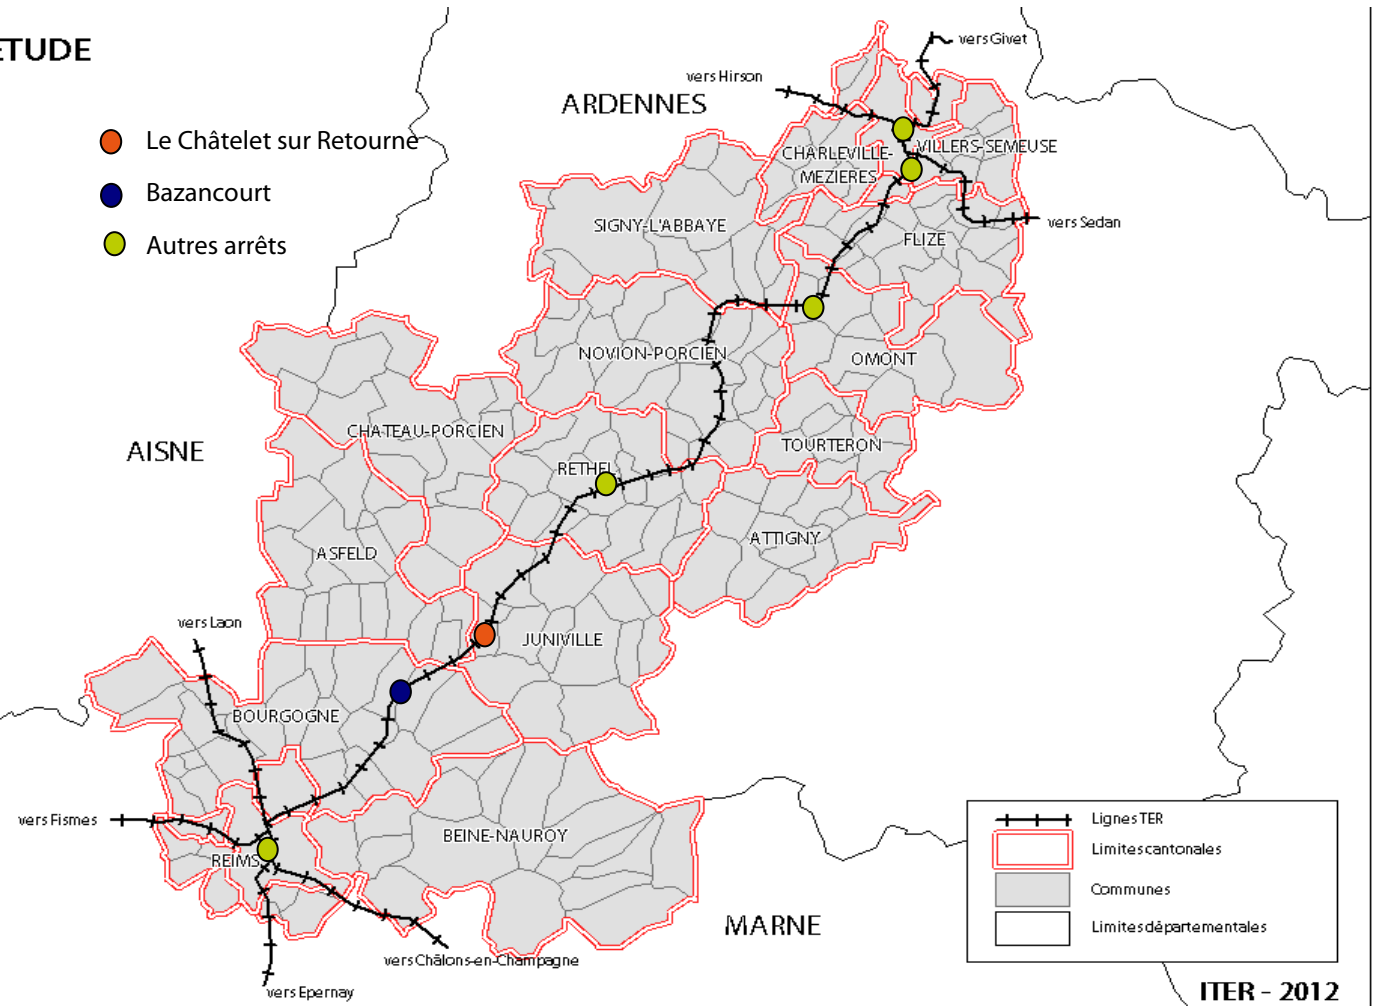 ETUDE
vers Givet
vers Hirson
ARDENNES
Le Châtelet sur Retourne
VILLERS-SEMEUSE
CHARLEVILLE-
MEZIERES
Bazancourt
vers Sedan
SIGNY-L'ABBAYE
FLIZE
Autres arrêts
NOVION-PORCIEN
OMONT
CHATEAU-PORCIEN
TOURTERON
AISNE
RETHEL
ATTIGNY
ASFELD
vers Laon
JUNIVILLE
BOURGOGNE
vers Fismes
Lignes TER
BEINE-NAUROY
Limites cantonales
REIMS
Communes
MARNE
Limites départementales
vers Châlons-en-Champagne
vers Epernay
ITER - 2012